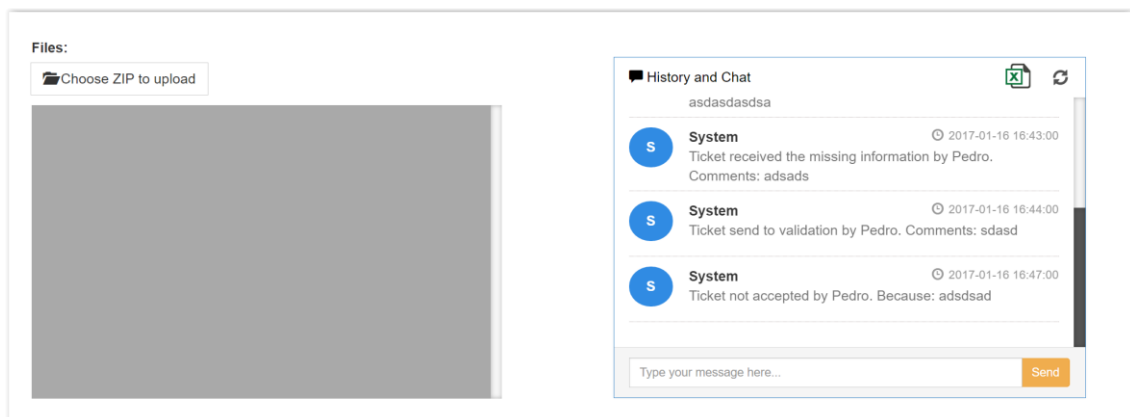 Files:
Choose ZIP to upload
History and Chat
asdasdasdsa
S
System
2017-01-16 16:43:00
Ticket received the missing information by Pedro.
Comments: adsads
S
System
2017-01-16 16:44:00
Ticket send to validation by Pedro. Comments: sdasd
S
System
2017-01-16 16:47:00
Ticket not accepted by Pedro. Because: adsdsad
Type your message here...
Send